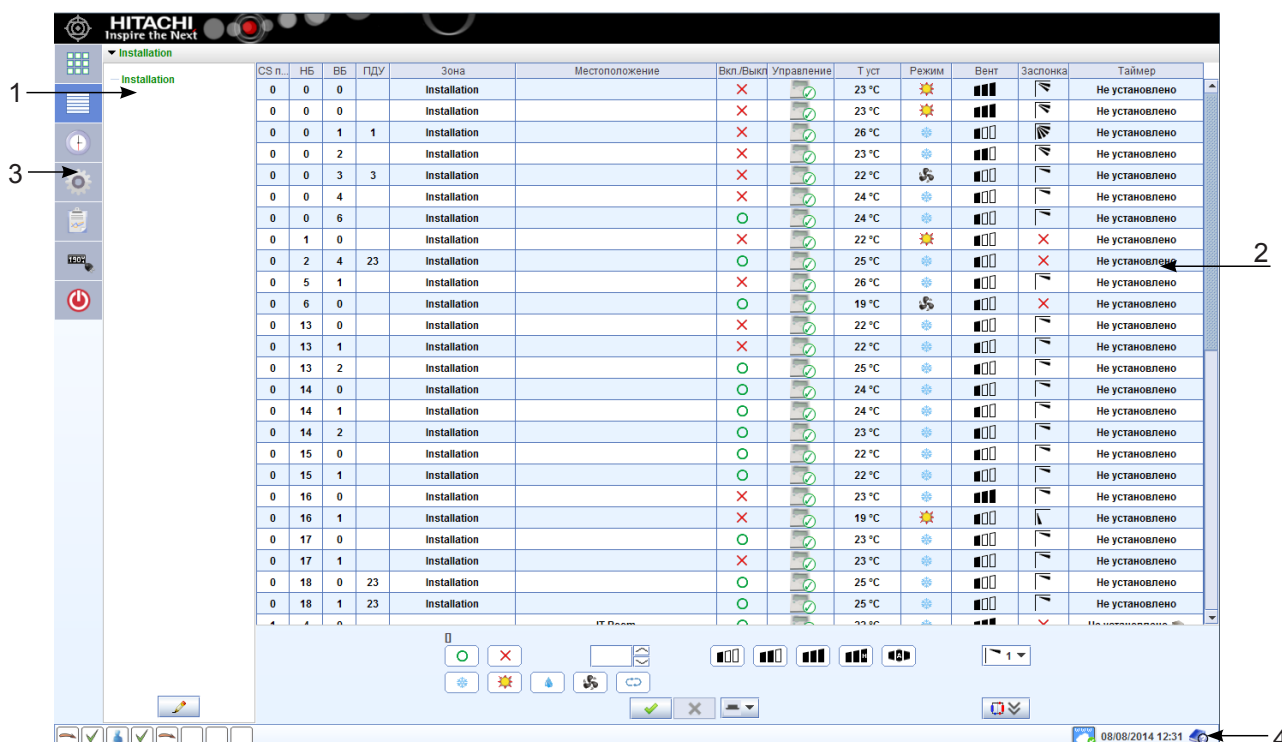 HITACHI
Inspire the Next
Installation
Installation
CS п... НБ ВБ ПДУ Зона Местоположение Вкл./Выкл Управление Т уст Режим Вент Заслонка Таймер
0 0 0 Installation 23 °C Не установлено
0 0 0 Installation 23 °C Не установлено
0 0 1 1 Installation 26 °C Не установлено
0 0 2 Installation 23 °C Не установлено
0 0 3 3 Installation 22 °C Не установлено
0 0 4 Installation 24 °C Не установлено
0 0 6 Installation 24 °C Не установлено
0 1 0 Installation 22 °C Не установлено
0 2 4 23 Installation 25 °C Не установлено
0 5 1 Installation 26 °C Не установлено
0 6 0 Installation 19 °C Не установлено
0 13 0 Installation 22 °C Не установлено
0 13 1 Installation 22 °C Не установлено
0 13 2 Installation 25 °C Не установлено
0 14 0 Installation 24 °C Не установлено
0 14 1 Installation 24 °C Не установлено
0 14 2 Installation 23 °C Не установлено
0 15 0 Installation 22 °C Не установлено
0 15 1 Installation 22 °C Не установлено
0 16 0 Installation 23 °C Не установлено
0 16 1 Installation 19 °C Не установлено
0 17 0 Installation 23 °C Не установлено
0 17 1 Installation 23 °C Не установлено
0 18 0 23 Installation 25 °C Не установлено
0 18 1 23 Installation 25 °C Не установлено
1 4 0 IT Room 22 °C Не установлено
[]
H A 1
08/08/2014 12:31
1
3
2
4